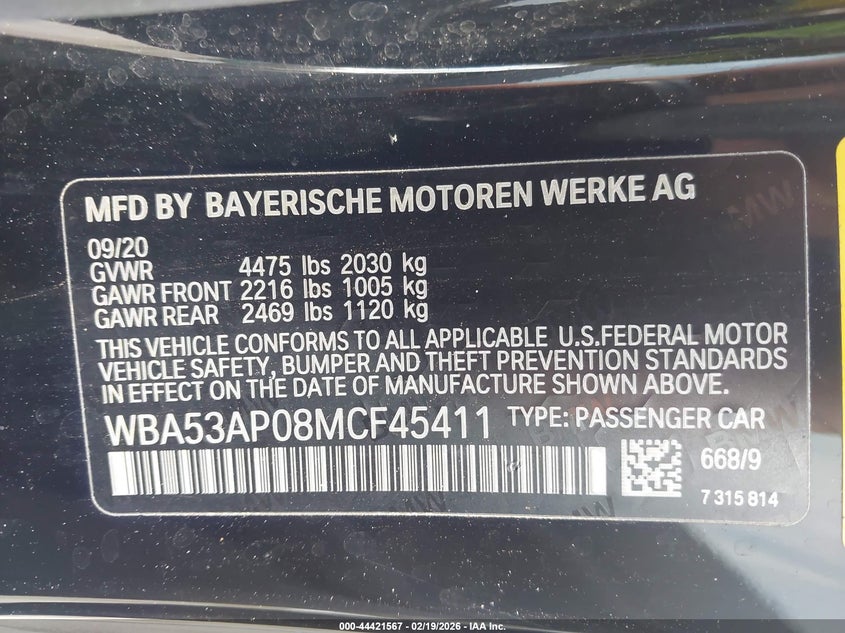 MFD BY BAYERISCHE MOTOREN WERKE AG
09/20
GVWR 4475 lbs 2030 kg
GAWR FRONT 2216 lbs 1005 kg
GAWR REAR 2469 lbs 1120 kg
THIS VEHICLE CONFORMS TO ALL APPLICABLE U.S.FEDERAL MOTOR
VEHICLE SAFETY, BUMPER AND THEFT PREVENTION STANDARDS
IN EFFECT ON THE DATE OF MANUFACTURE SHOWN ABOVE.
WBA53AP08MCF45411 TYPE: PASSENGER CAR
668/9
7 315 814
000-44421567 - 02/19/2026 - IAA Inc.